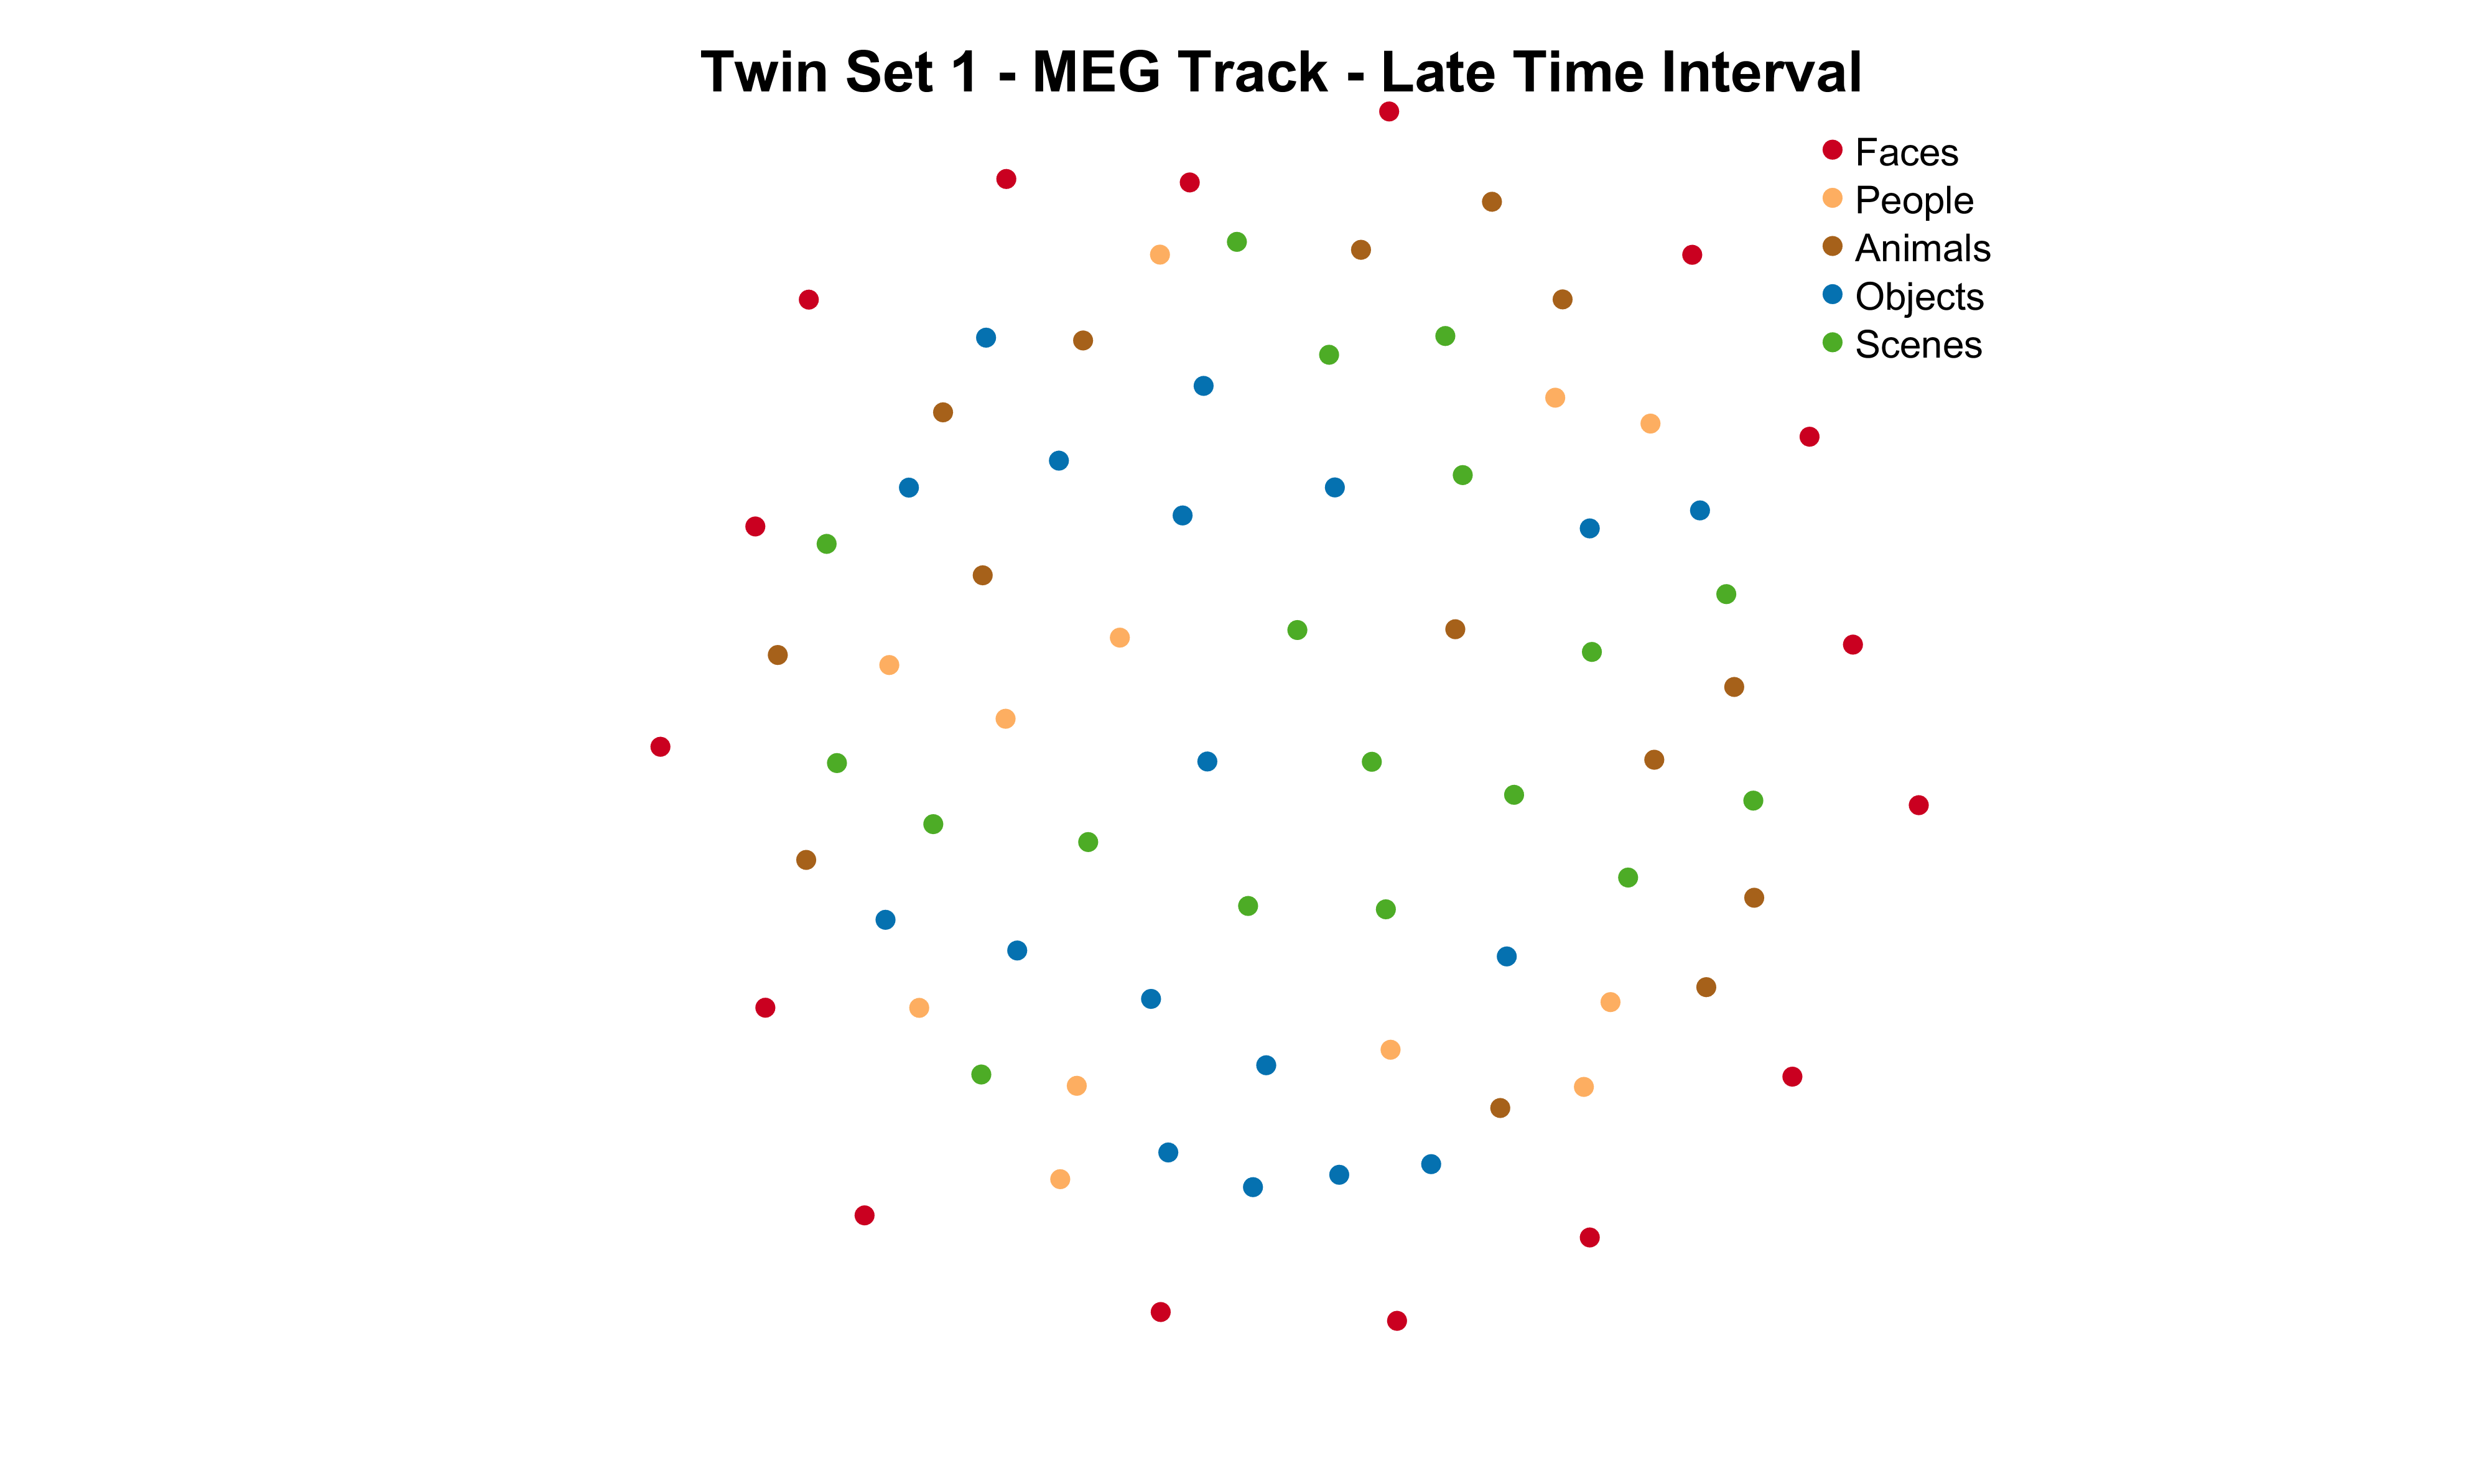 Twin Set 1 - MEG Track - Late Time Interval
Faces
People
Animals
Objects
Scenes